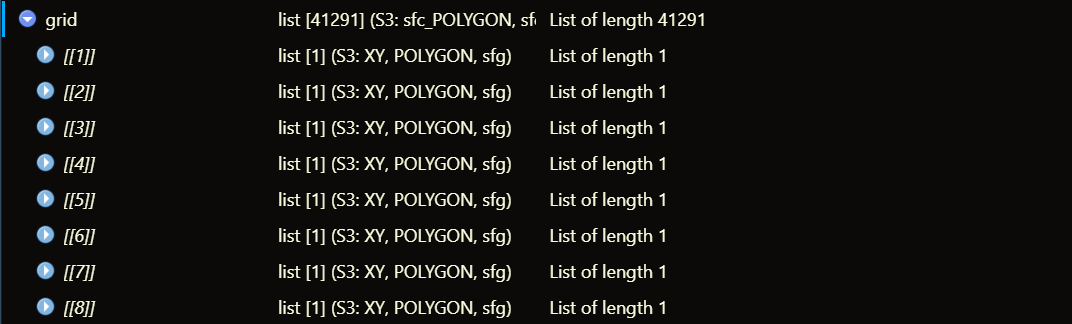 grid list [41291] (S3: sfc_POLYGON, sfc List of length 41291
[[1]] list [1] (S3: XY, POLYGON, sfg) List of length 1
[[2]] list [1] (S3: XY, POLYGON, sfg) List of length 1
[[3]] list [1] (S3: XY, POLYGON, sfg) List of length 1
[[4]] list [1] (S3: XY, POLYGON, sfg) List of length 1
[[5]] list [1] (S3: XY, POLYGON, sfg) List of length 1
[[6]] list [1] (S3: XY, POLYGON, sfg) List of length 1
[[7]] list [1] (S3: XY, POLYGON, sfg) List of length 1
[[8]] list [1] (S3: XY, POLYGON, sfg) List of length 1